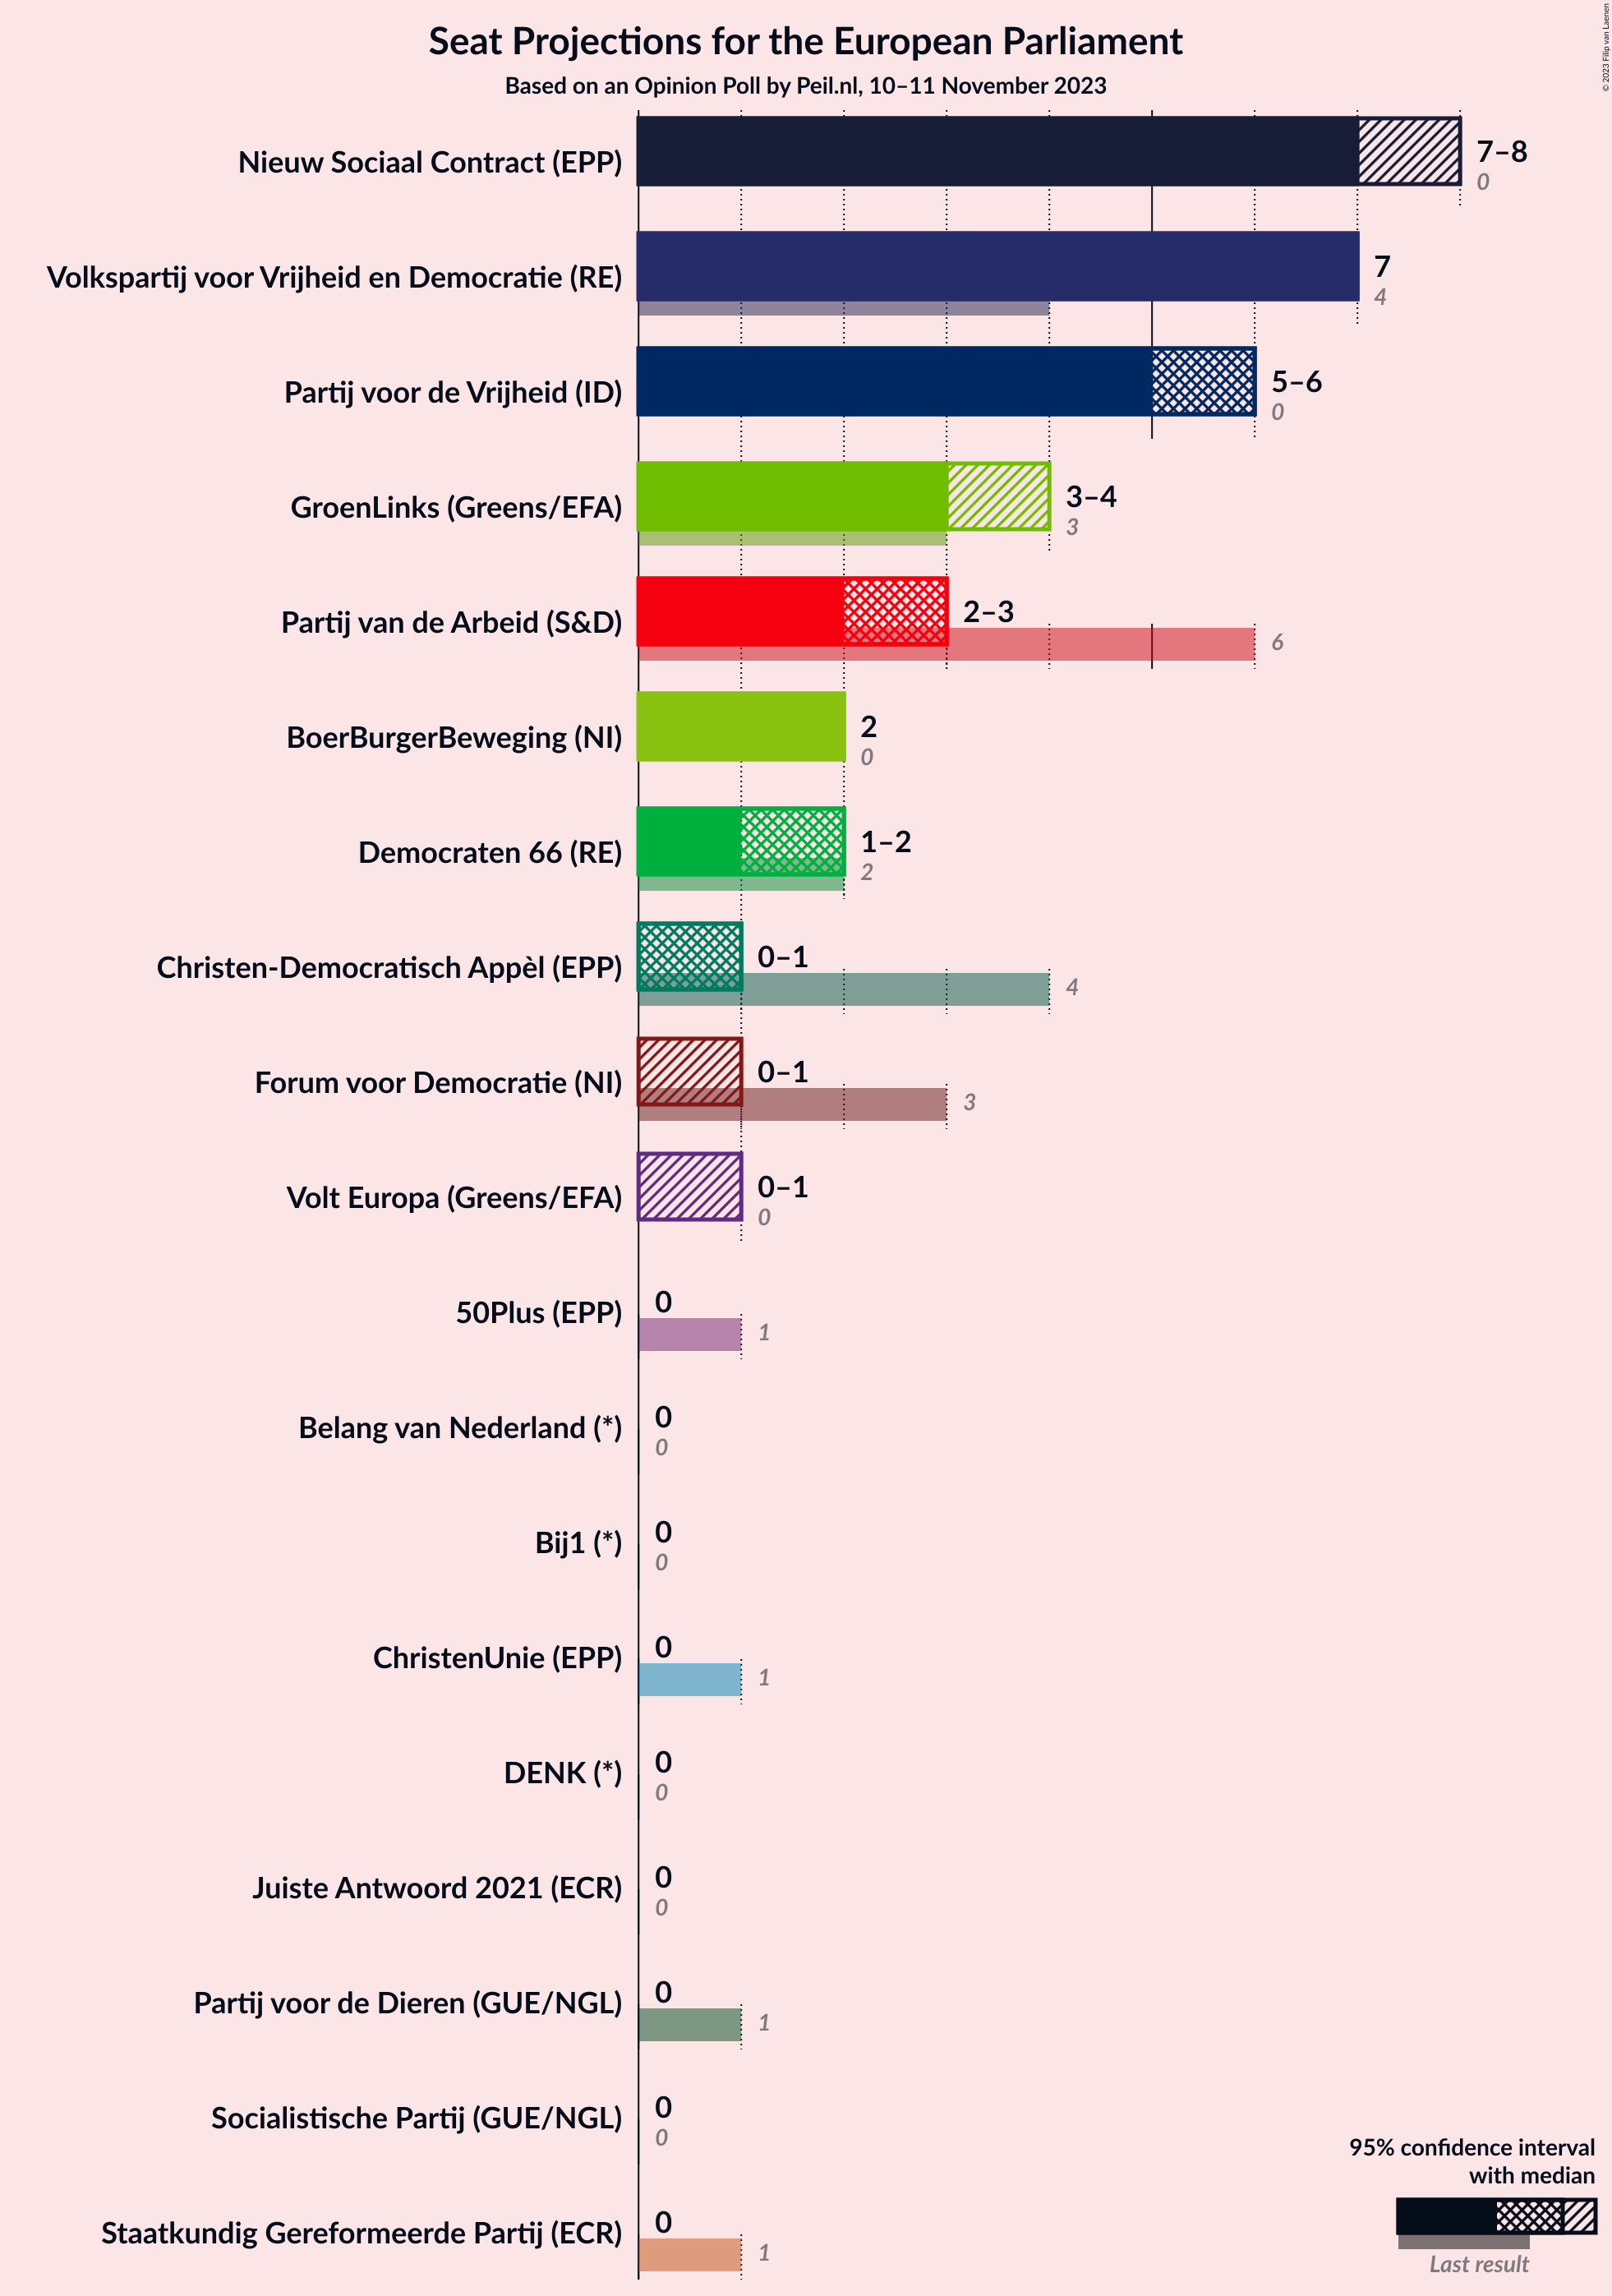 Seat Projections for the European Parliament
Based on an Opinion Poll by Peil.nl, 10–11 November 2023
© 2023 Filip van Laenen
Nieuw Sociaal Contract (EPP)
7–8
0
Volkspartij voor Vrijheid en Democratie (RE)
7
4
Partij voor de Vrijheid (ID)
5–6
0
GroenLinks (Greens/EFA)
3–4
3
Partij van de Arbeid (S&D)
2–3
6
BoerBurgerBeweging (NI)
2
0
Democraten 66 (RE)
1–2
2
Christen-Democratisch Appèl (EPP)
0–1
4
Forum voor Democratie (NI)
0–1
3
Volt Europa (Greens/EFA)
0–1
0
50Plus (EPP)
0
1
Belang van Nederland (*)
0
0
Bij1 (*)
0
0
ChristenUnie (EPP)
0
1
DENK (*)
0
0
Juiste Antwoord 2021 (ECR)
0
0
Partij voor de Dieren (GUE/NGL)
0
1
Socialistische Partij (GUE/NGL)
0
0
Staatkundig Gereformeerde Partij (ECR)
0
1
95% confidence interval
with median
Last result